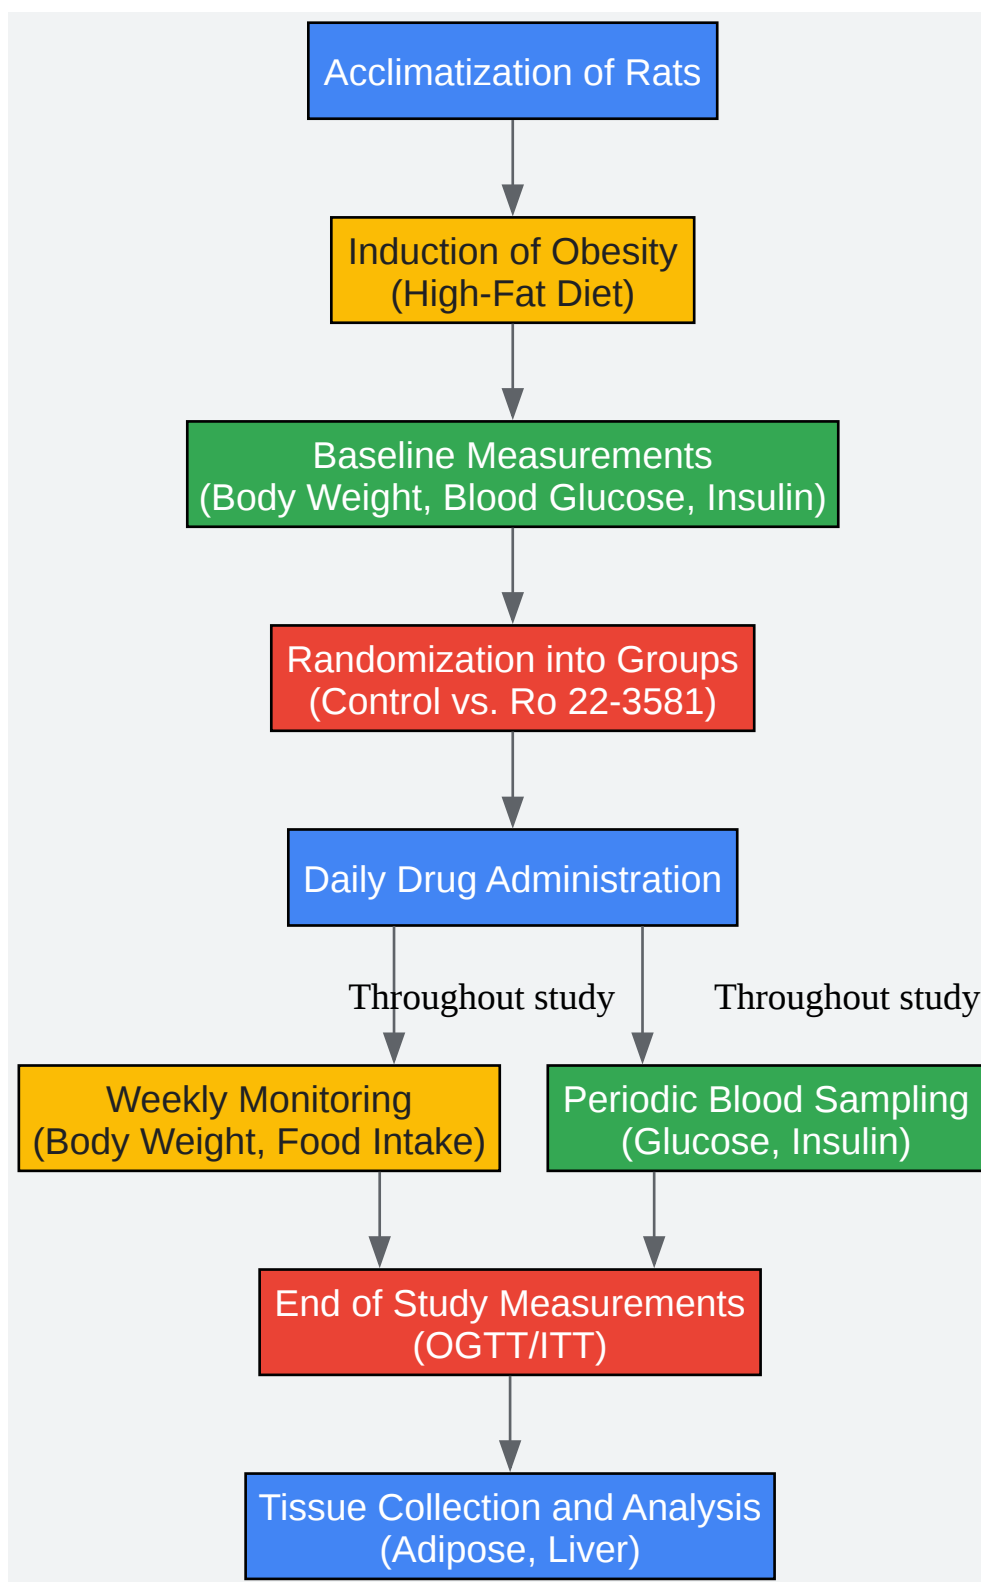 Acclimatization of Rats
Induction of Obesity
(High-Fat Diet)
Baseline Measurements
(Body Weight, Blood Glucose, Insulin)
Randomization into Groups
(Control vs. Ro 22-3581)
Daily Drug Administration
Throughout study
Throughout study
Weekly Monitoring
(Body Weight, Food Intake)
Periodic Blood Sampling
(Glucose, Insulin)
End of Study Measurements
(OGTT/ITT)
Tissue Collection and Analysis
(Adipose, Liver)